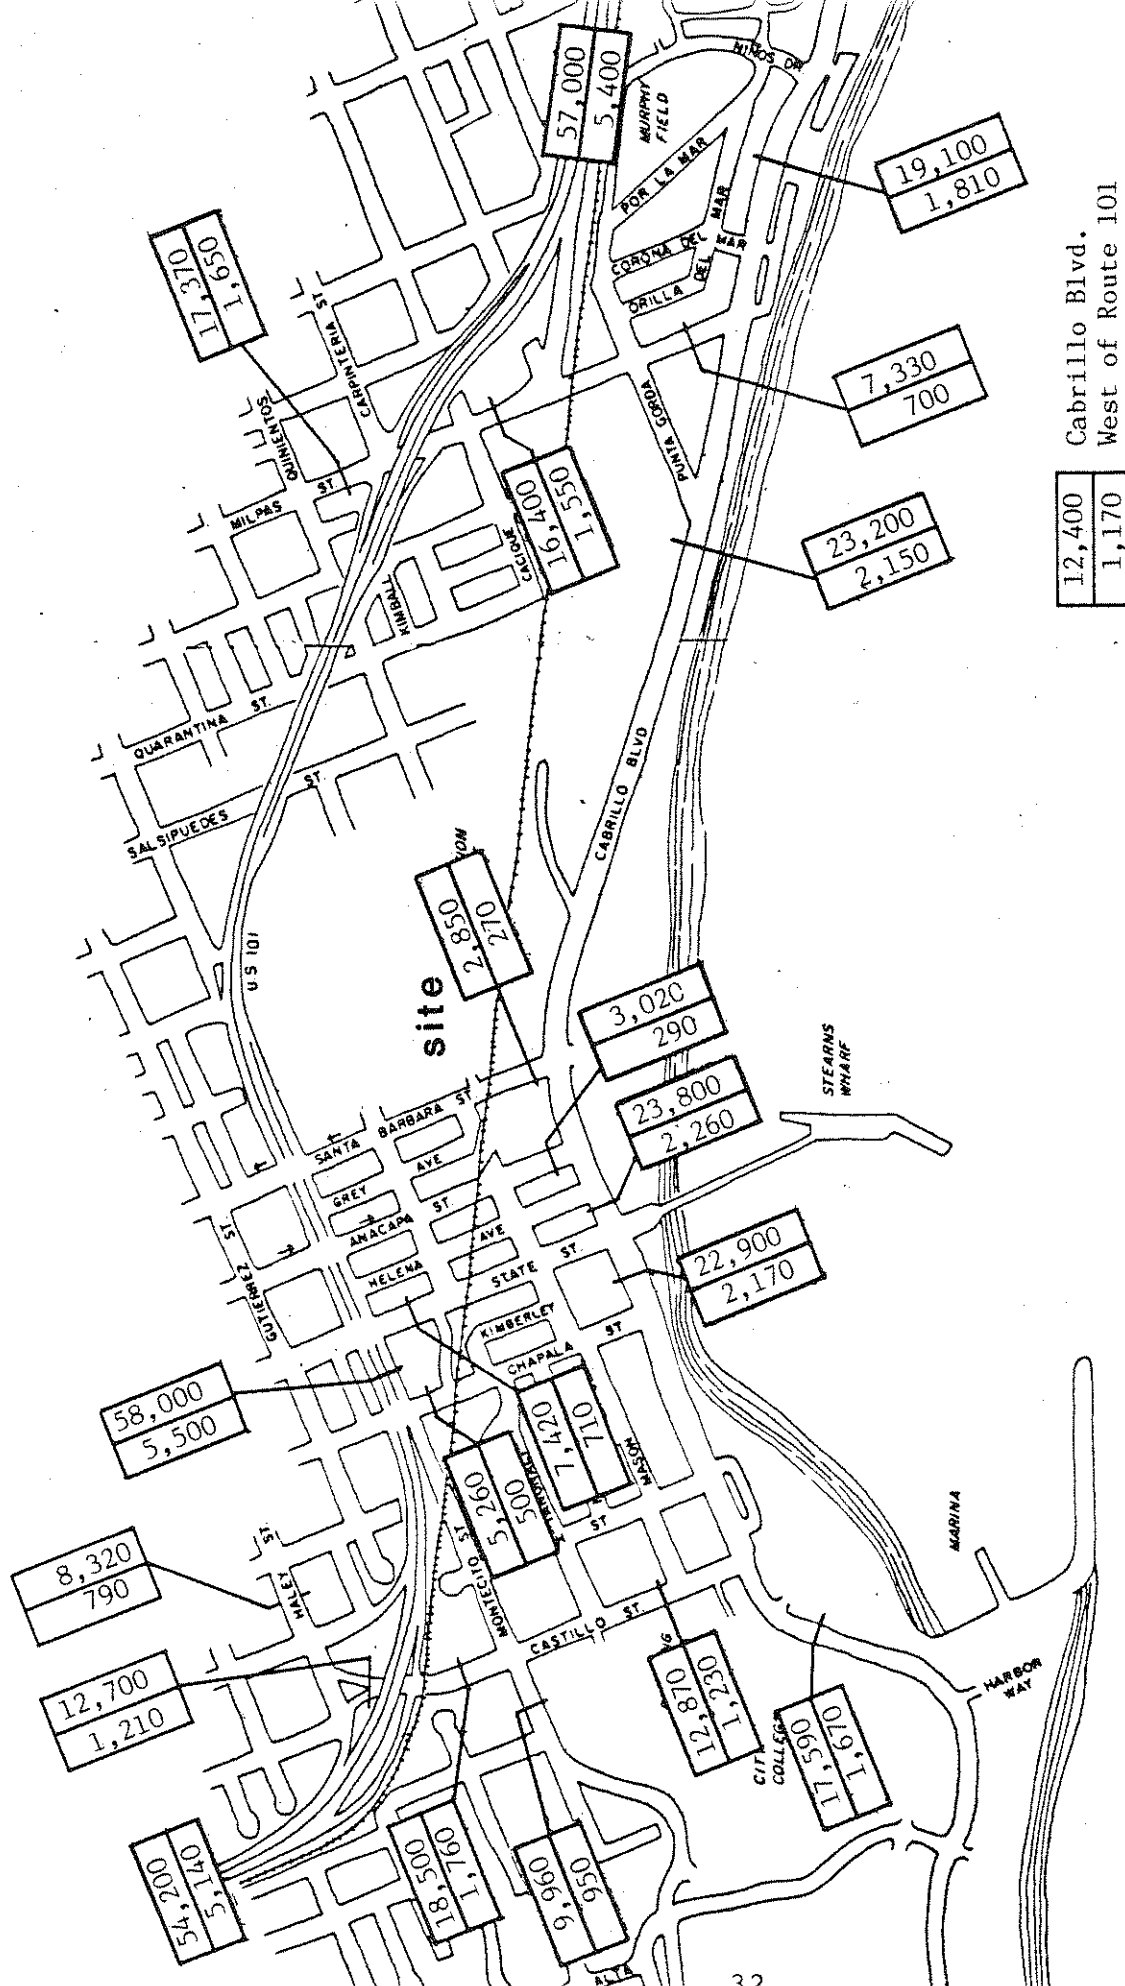 57,000
5,400
MURPHY
FIELD
NINOS DR
POR LA MAR
19,100
1,810
17,370
1,650
CORONA DEL MAR
ORILLA DEL MAR
CARPINTERIA ST
QUINIENTOS ST.
MILPAS
PUNTA GORDA
7,330
700
16,400
1,550
CACIQUE
KIMBALL
23,200
2,150
12,400
1,170
Cabrillo Blvd.
West of Route 101
QUARANTINA ST.
SALSIPUEDES ST.
CABRILLO BLVD
U.S 101
2,850
270
site
3,020
290
23,800
2,260
STEARNS
WHARF
SANTA BARBARA ST.
GREY AVE
ANACAPA ST.
HELENA AVE
STATE ST.
KIMBERLEY
CHAPALA ST
GUTIERREZ ST
22,900
2,170
58,000
5,500
7,420
710
5,260
500
MASON
ST
8,320
790
HALEY ST
MONTECITO ST
CASTILLO ST.
MARINA
12,700
1,210
12,870
1,230
CITY
COLLEGE
17,590
1,670
HARBOR
WAY
54,200
5,140
18,500
1,760
9,960
950
ALTA
32